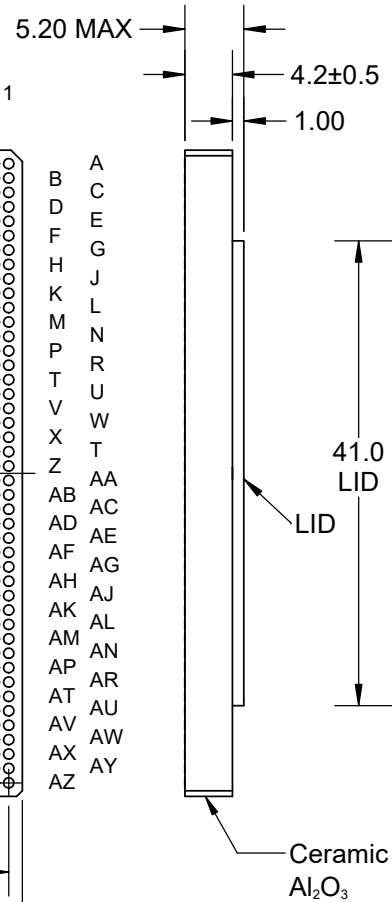 5.20 MAX
4.2±0.5
1
1.00
A
B
C
D
E
F
G
H
J
K
L
M
N
P
R
T
U
V
W
X
T
Z
AA
AB
AC
AD
AE
AF
AG
AH
AJ
AK
AL
AM
AN
AP
AR
AT
AU
AV
AW
AX
AY
AZ
41.0
LID
LID
Ceramic
Al₂O₃